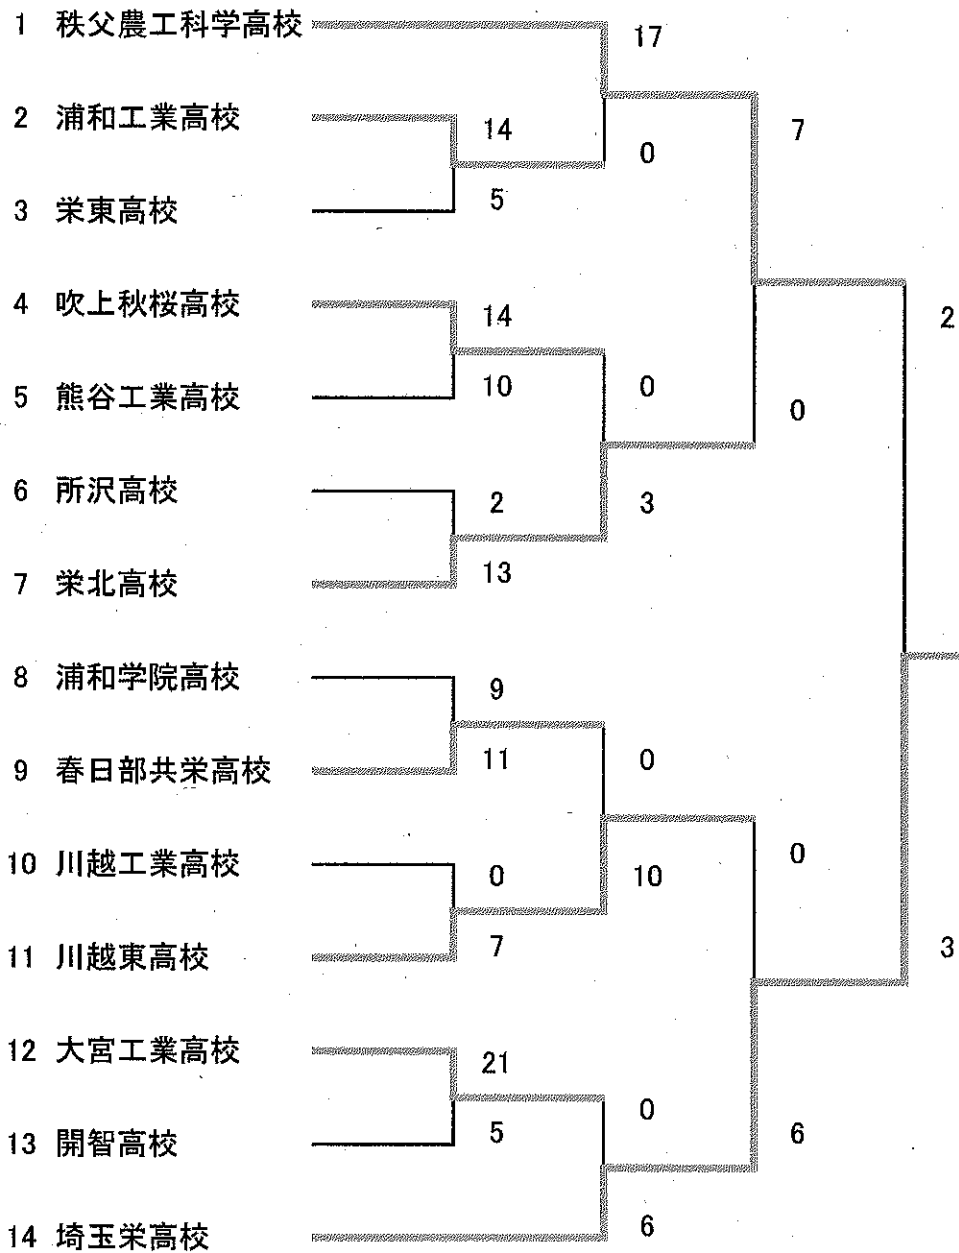 1 秩父農工科学高校
17
2 浦和工業高校
14
7
0
3 栄東高校
5
4 吹上秋桜高校
14
2
5 熊谷工業高校
10
0
0
6 所沢高校
2
3
7 栄北高校
13
8 浦和学院高校
9
9 春日部共栄高校
11
0
10 川越工業高校
0
10
0
11 川越東高校
7
3
12 大宮工業高校
21
0
13 開智高校
5
6
14 埼玉栄高校
6